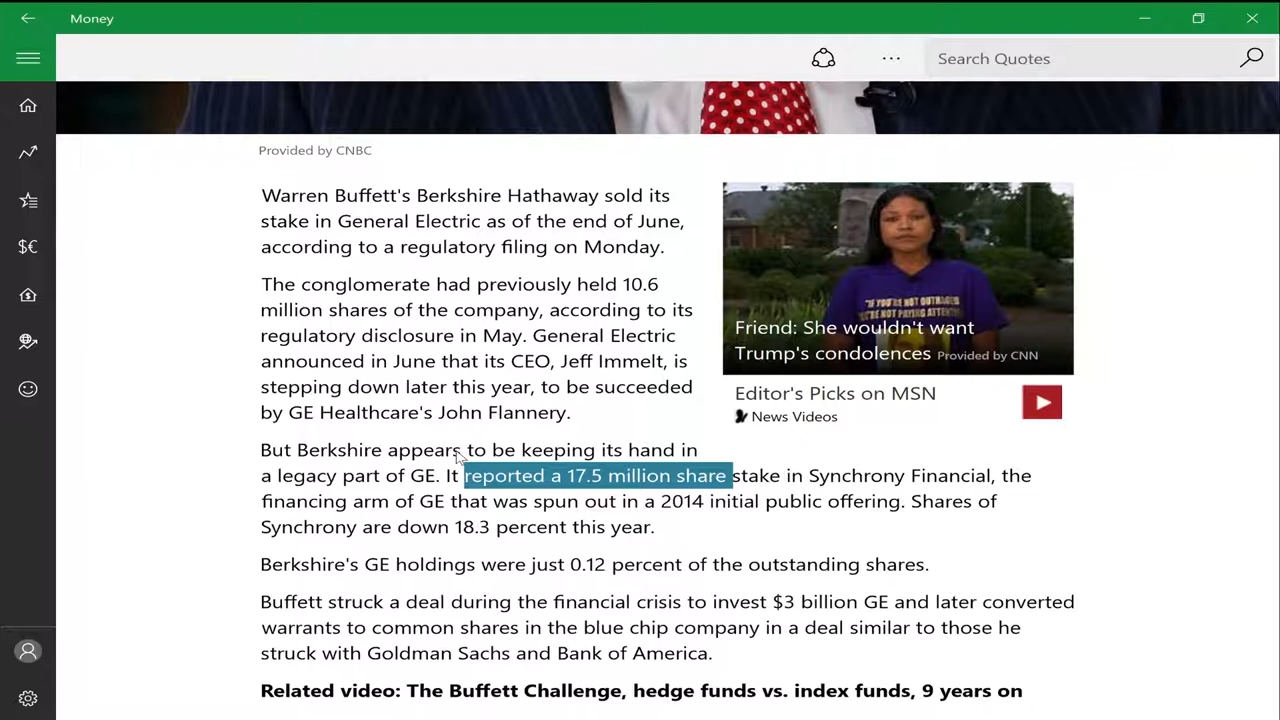 Money
Search Quotes
Provided by CNBC
Warren Buffett's Berkshire Hathaway sold its
stake in General Electric as of the end of June,
according to a regulatory filing on Monday.
The conglomerate had previously held 10.6
million shares of the company, according to its
regulatory disclosure in May. General Electric
announced in June that its CEO, Jeff Immelt, is
stepping down later this year, to be succeeded
by GE Healthcare's John Flannery.
"IF YOU'RE NOT OUTRAGED
YOU'RE NOT PAYING ATTENTION"
Friend: She wouldn't want
Trump's condolences Provided by CNN
Editor's Picks on MSN
News Videos
But Berkshire appears to be keeping its hand in
a legacy part of GE. It reported a 17.5 million share stake in Synchrony Financial, the
financing arm of GE that was spun out in a 2014 initial public offering. Shares of
Synchrony are down 18.3 percent this year.
Berkshire's GE holdings were just 0.12 percent of the outstanding shares.
Buffett struck a deal during the financial crisis to invest $3 billion GE and later converted
warrants to common shares in the blue chip company in a deal similar to those he
struck with Goldman Sachs and Bank of America.
Related video: The Buffett Challenge, hedge funds vs. index funds, 9 years on